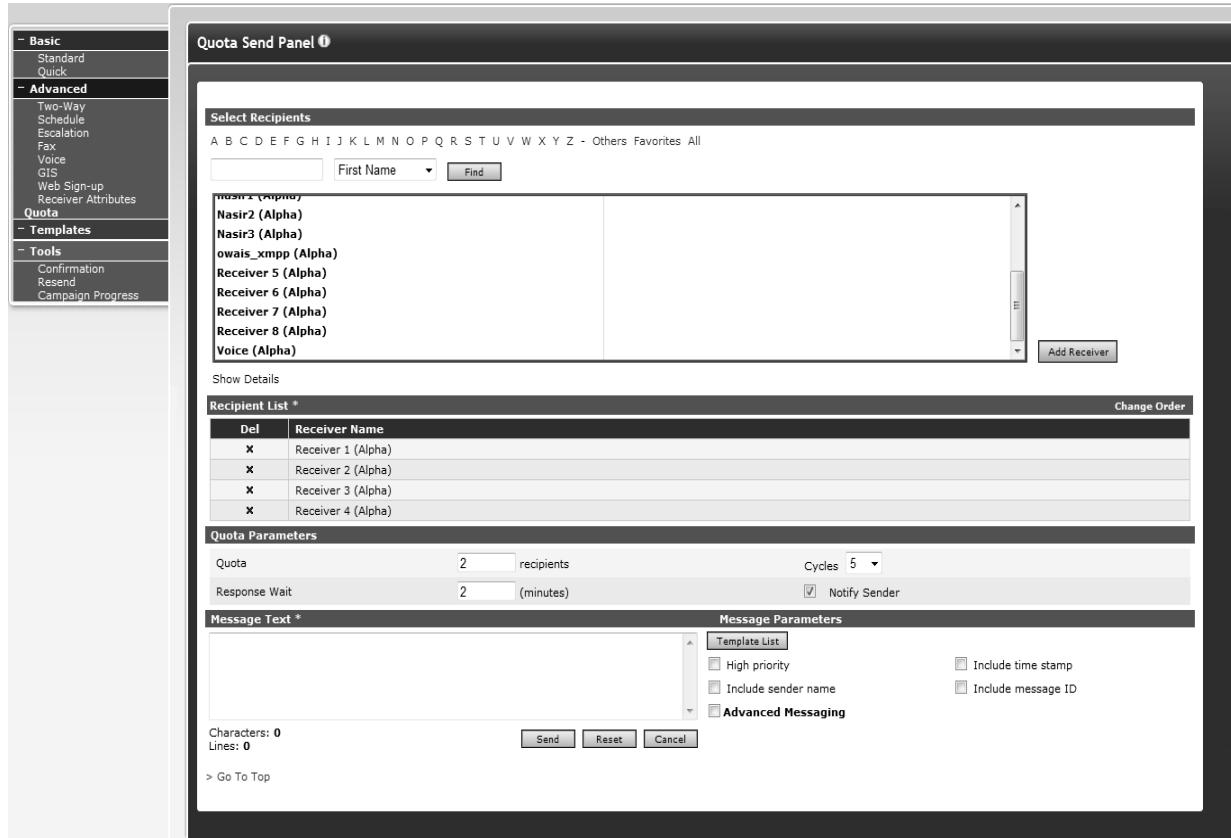 − Basic
Standard
Quick
− Advanced
Two-Way
Schedule
Escalation
Fax
Voice
GIS
Web Sign-up
Receiver Attributes
Quota
− Templates
− Tools
Confirmation
Resend
Campaign Progress
Quota Send Panel
Select Recipients
A B C D E F G H I J K L M N O P Q R S T U V W X Y Z - Others Favorites All
First Name Find
Nasir1 (Alpha)
Nasir2 (Alpha)
Nasir3 (Alpha)
owais_xmpp (Alpha)
Receiver 5 (Alpha)
Receiver 6 (Alpha)
Receiver 7 (Alpha)
Receiver 8 (Alpha)
Voice (Alpha)
Add Receiver
Show Details
Recipient List * Change Order
Del Receiver Name
Receiver 1 (Alpha)
Receiver 2 (Alpha)
Receiver 3 (Alpha)
Receiver 4 (Alpha)
Quota Parameters
Quota 2 recipients Cycles 5
Response Wait 2 (minutes) Notify Sender
Message Text * Message Parameters
Template List
High priority Include time stamp
Include sender name Include message ID
Advanced Messaging
Characters: 0
Lines: 0
Send Reset Cancel
> Go To Top